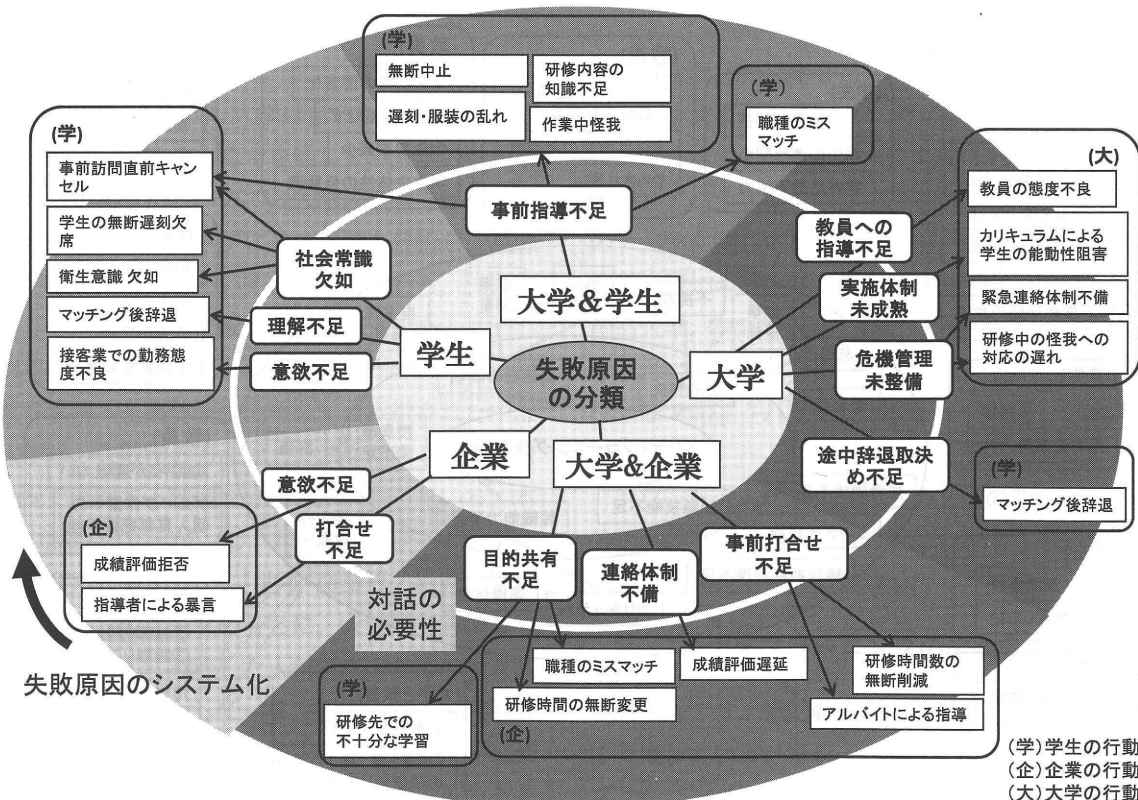 (学)
無断中止
研修内容の
知識不足
遅刻・服装の乱れ
作業中怪我
(学)
職種のミス
マッチ
(学)
事前訪問直前キャン
セル
学生の無断遅刻欠
席
衛生意識 欠如
マッチング後辞退
接客業での勤務態
度不良
(大)
教員の態度不良
カリキュラムによる
学生の能動性阻害
緊急連絡体制不備
研修中の怪我への
対応の遅れ
事前指導不足
教員への
指導不足
社会常識
欠如
大学&学生
実施体制
未成熟
理解不足
学生
失敗原因
の分類
大学
危機管理
未整備
意欲不足
企業
大学&企業
途中辞退取決
め不足
(学)
マッチング後辞退
意欲不足
打合せ
不足
(企)
成績評価拒否
指導者による暴言
目的共有
不足
連絡体制
不備
事前打合せ
不足
対話の
必要性
失敗原因のシステム化
(学)
研修先での
不十分な学習
職種のミスマッチ
成績評価遅延
研修時間数の
無断削減
研修時間の無断変更
アルバイトによる指導
(企)
(学)学生の行動
(企)企業の行動
(大)大学の行動